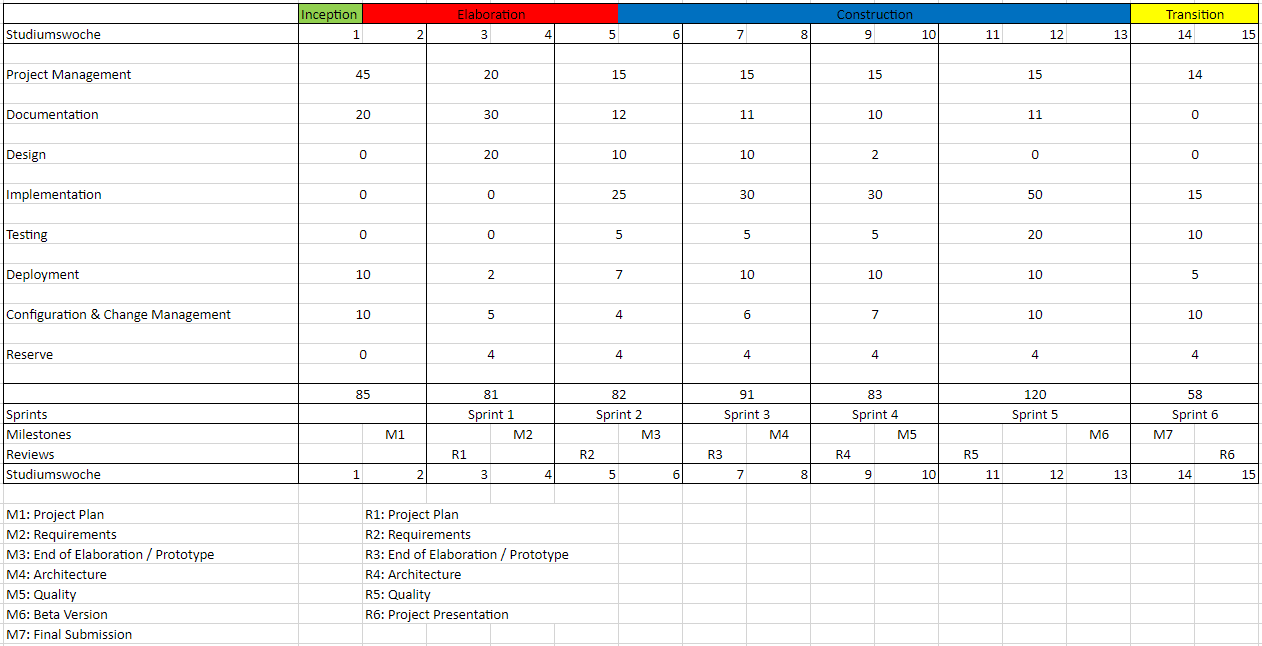 Inception Elaboration Construction Transition
Studiumswoche 1 2 3 4 5 6 7 8 9 10 11 12 13 14 15
Project Management 45 20 15 15 15 15 14
Documentation 20 30 12 11 10 11 0
Design 0 20 10 10 2 0 0
Implementation 0 0 25 30 30 50 15
Testing 0 0 5 5 5 20 10
Deployment 10 2 7 10 10 10 5
Configuration & Change Management 10 5 4 6 7 10 10
Reserve 0 4 4 4 4 4 4
85 81 82 91 83 120 58
Sprints Sprint 1 Sprint 2 Sprint 3 Sprint 4 Sprint 5 Sprint 6
Milestones M1 M2 M3 M4 M5 M6 M7
Reviews R1 R2 R3 R4 R5 R6
Studiumswoche 1 2 3 4 5 6 7 8 9 10 11 12 13 14 15
M1: Project Plan R1: Project Plan
M2: Requirements R2: Requirements
M3: End of Elaboration / Prototype R3: End of Elaboration / Prototype
M4: Architecture R4: Architecture
M5: Quality R5: Quality
M6: Beta Version R6: Project Presentation
M7: Final Submission